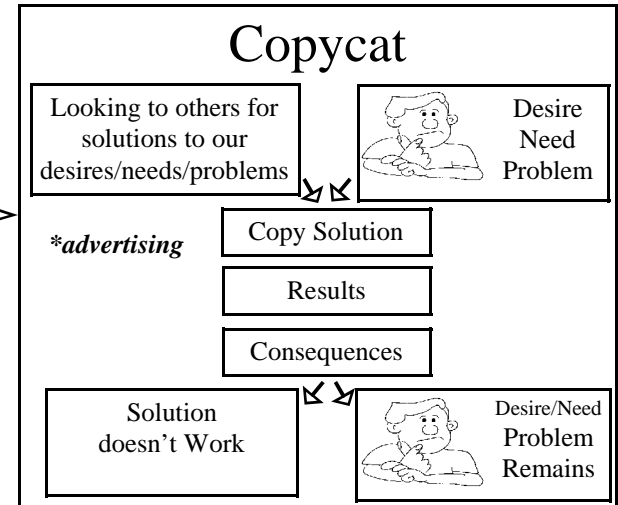 Copycat
Looking to others for
solutions to our
desires/needs/problems
Desire
Need
Problem
*advertising
Copy Solution
Results
Consequences
Solution
doesn't Work
Desire/Need
Problem
Remains